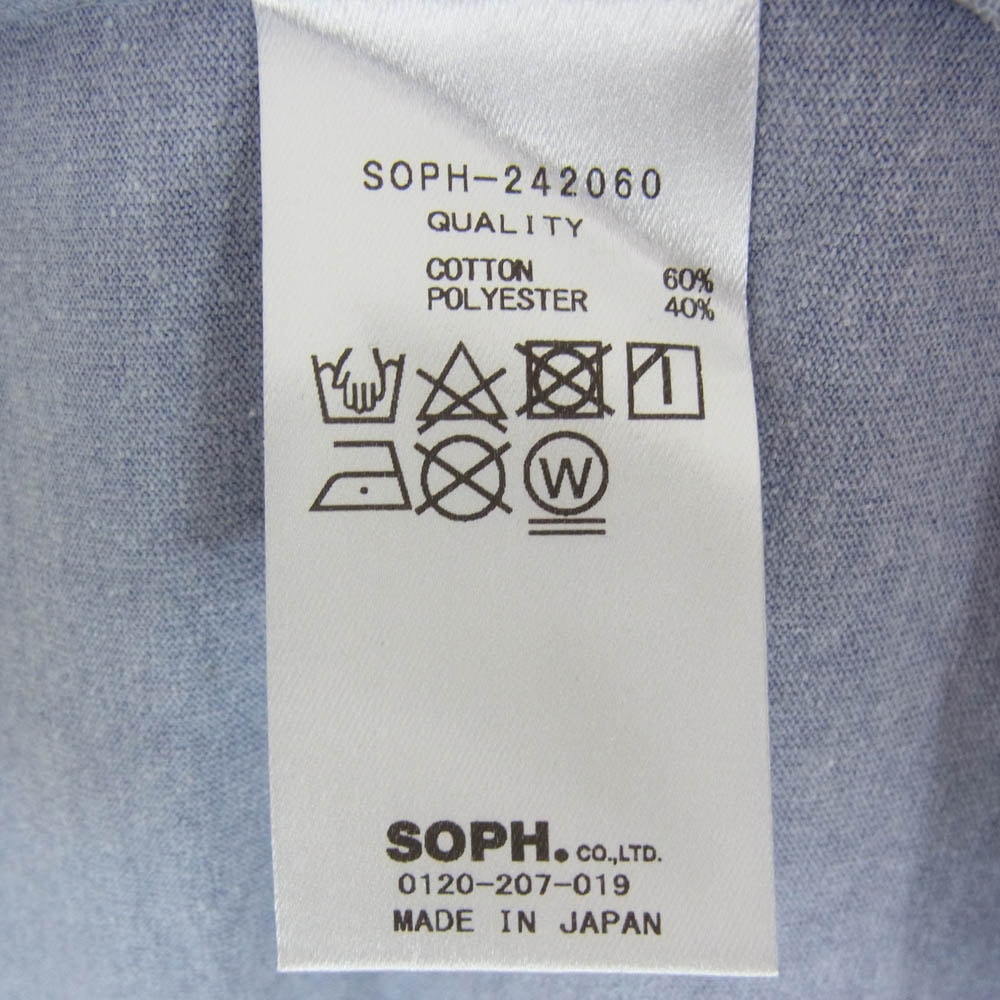 SOPH-242060
QUALITY
COTTON 60%
POLYESTER 40%
W
SOPH. CO.,LTD.
0120-207-019
MADE IN JAPAN